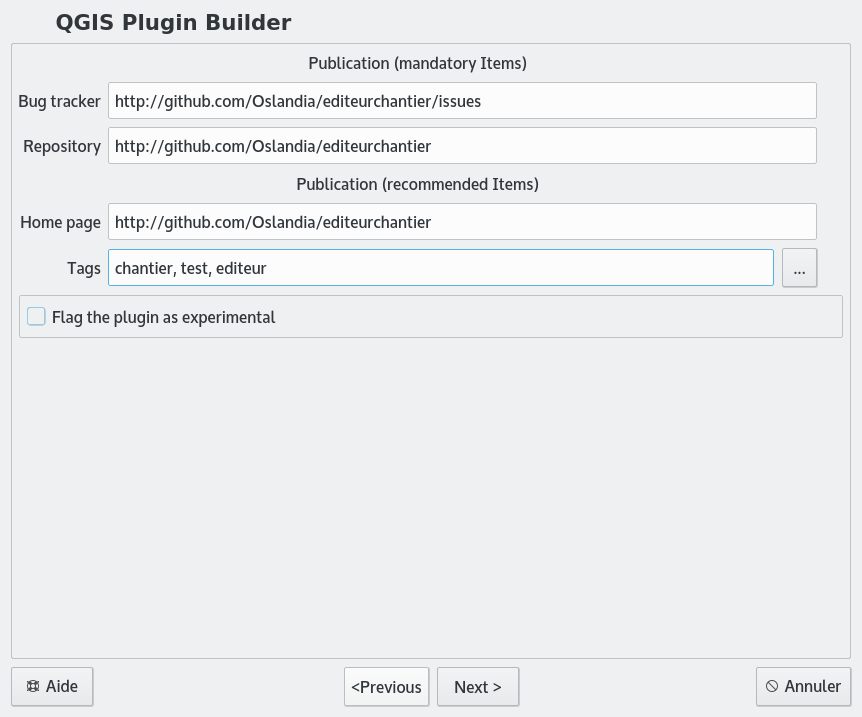 QGIS Plugin Builder
Publication (mandatory Items)
Bug tracker http://github.com/Oslandia/editeurchantier/issues
Repository http://github.com/Oslandia/editeurchantier
Publication (recommended Items)
Home page http://github.com/Oslandia/editeurchantier
Tags chantier, test, editeur ...
Flag the plugin as experimental
Aide <Previous Next > Annuler